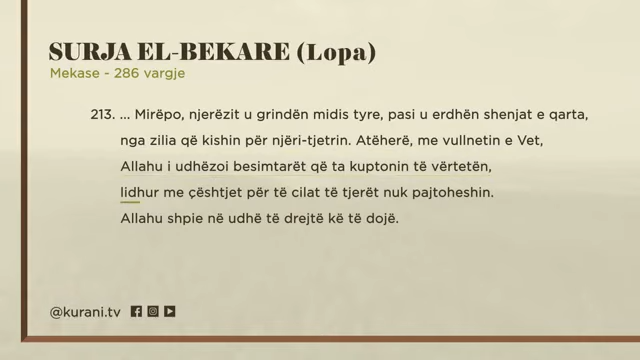 SURJA EL-BEKARE (Lopa)
Mekase - 286 vargje
213. ... Mirëpo, njerëzit u grindën midis tyre, pasi u erdhën shenjat e qarta,
nga zilia që kishin për njëri-tjetrin. Atëherë, me vullnetin e Vet,
Allahu i udhëzoi besimtarët që ta kuptonin të vërtetën,
lidhur me çështjet për të cilat të tjerët nuk pajtoheshin.
Allahu shpie në udhë të drejtë kë të dojë.
@kurani.tv